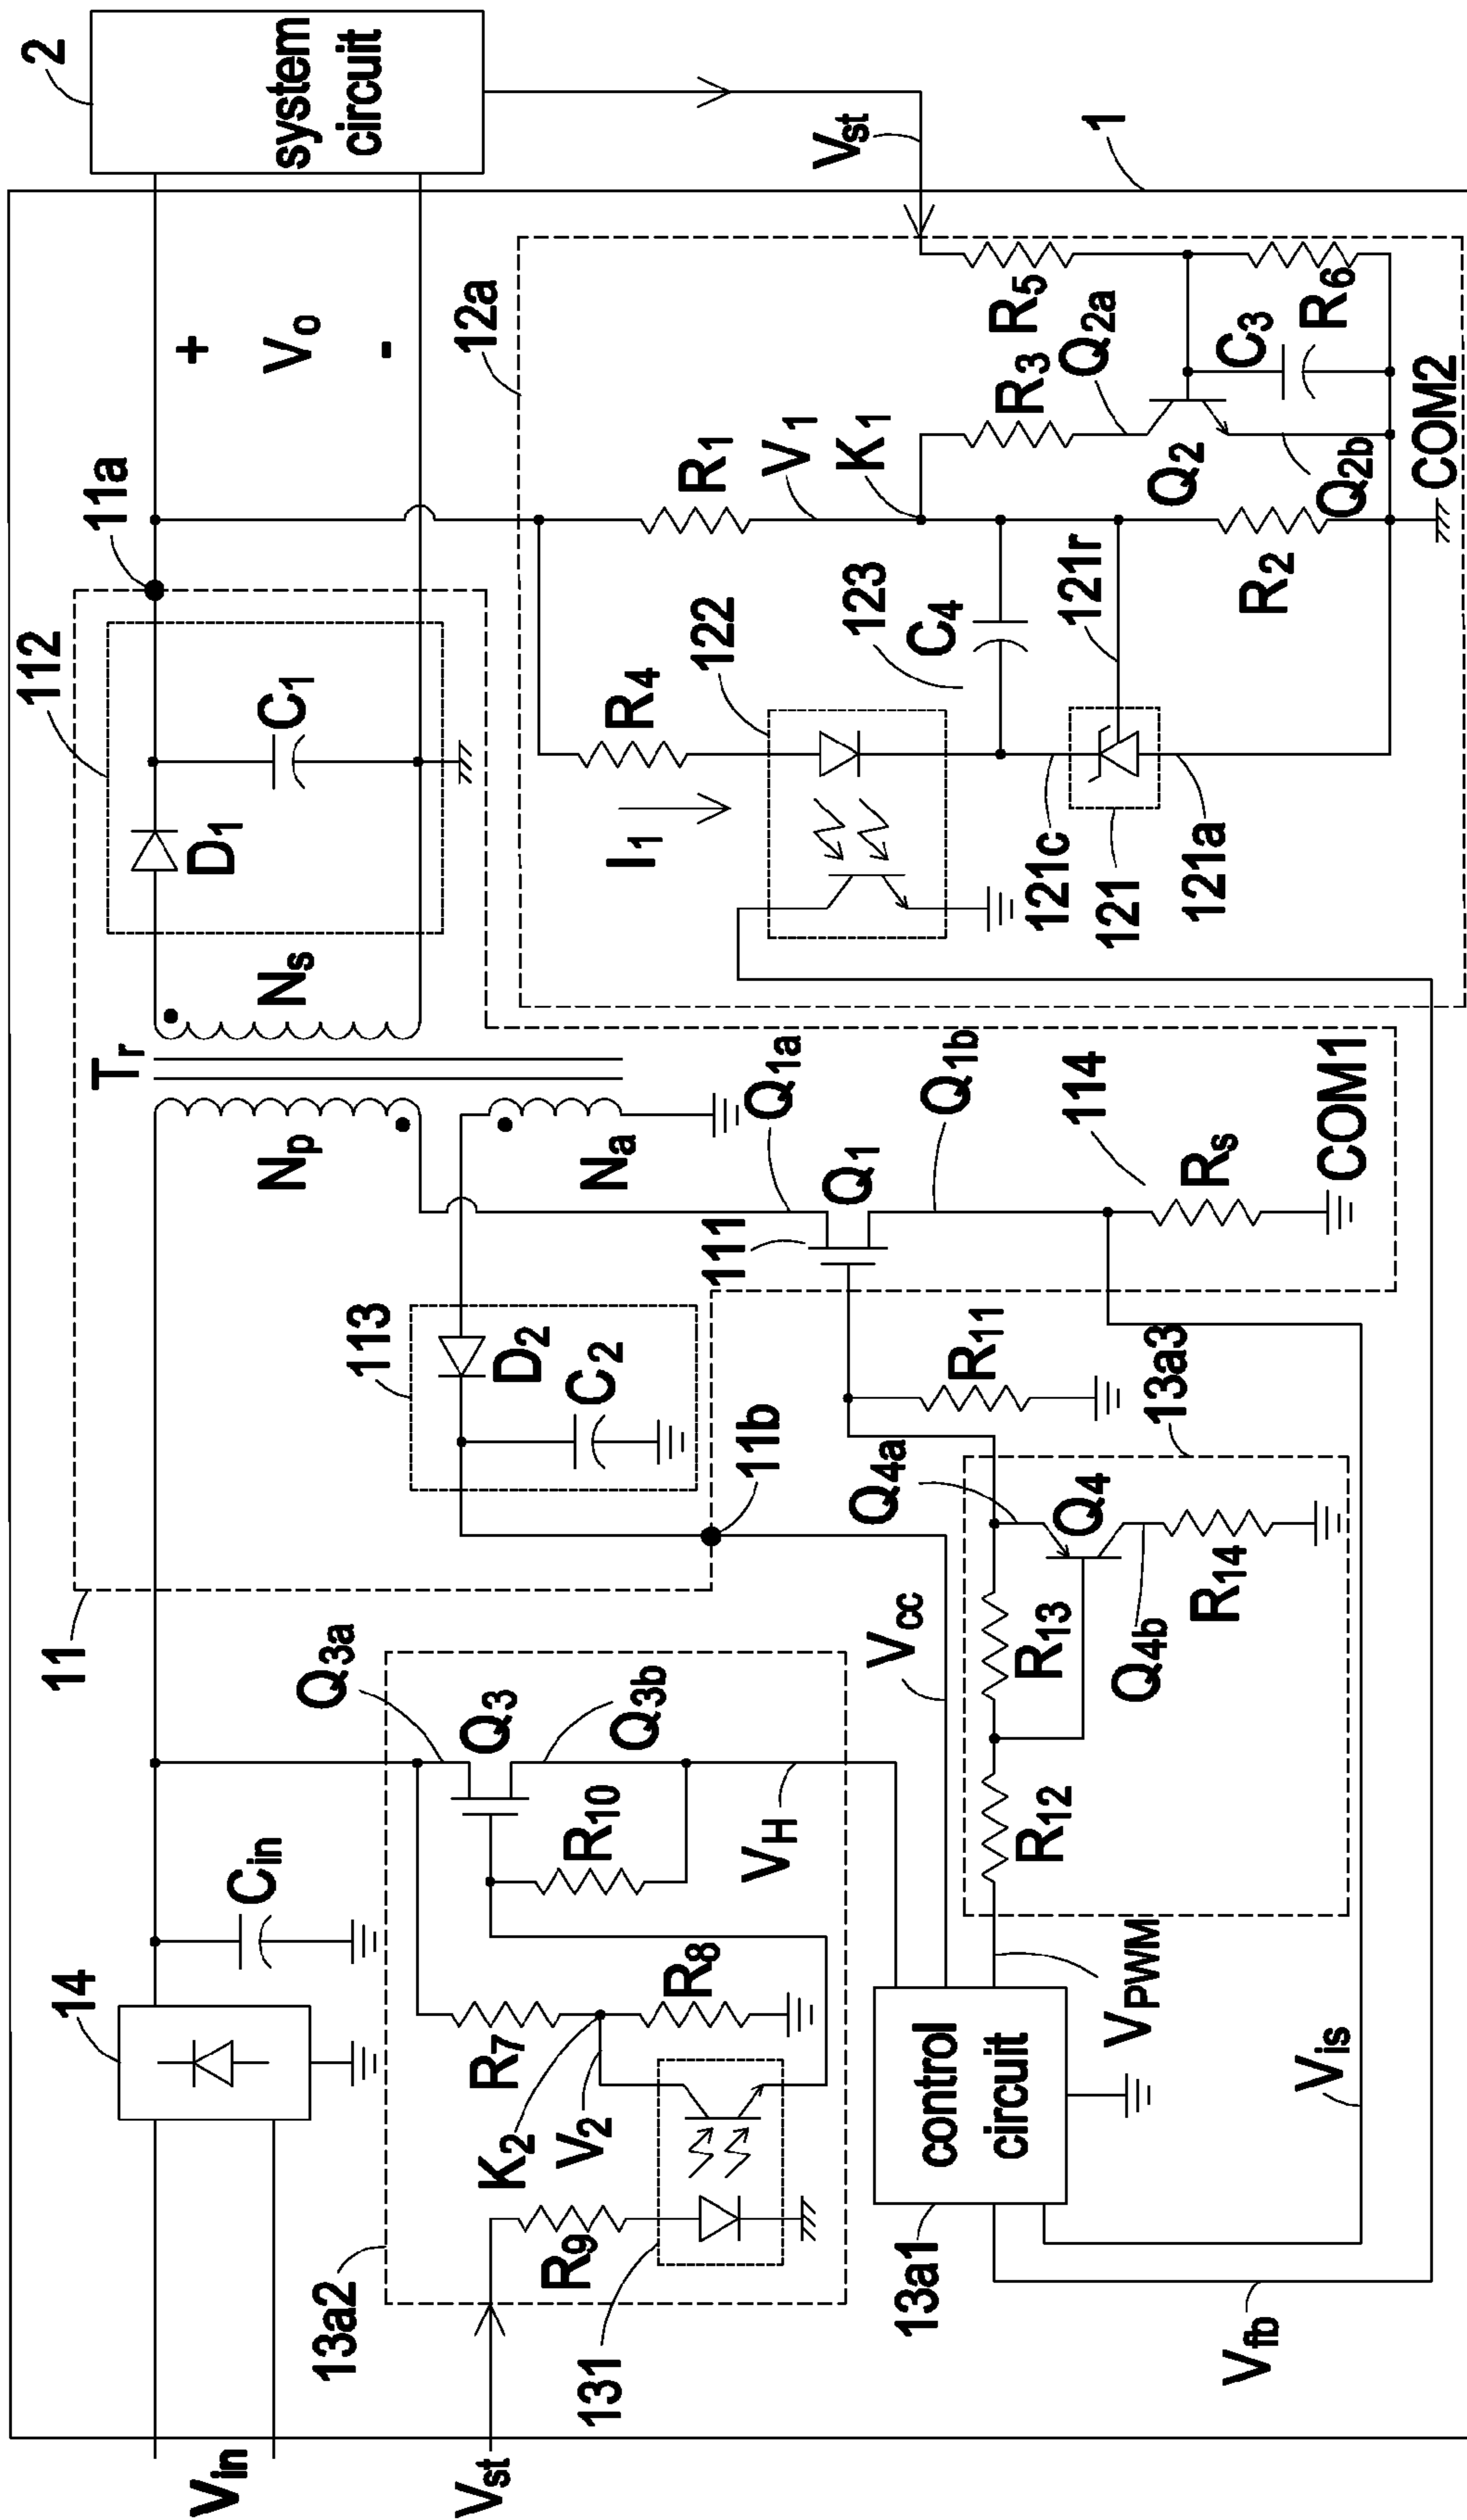 2
system
circuit
1
Vst
12a
+
Vo
-
11a
112
D1
C1
Tr
Ns
Np
Na
R1
V1
K1
R3
R5
Q2a
C3
R6
Q2
Q2b
COM2
R2
R4
122
123
C4
121r
I1
121c
121
121a
Q1a
Q1
Q1b
114
Rs
COM1
111
113
D2
C2
11b
R11
13a3
Q4a
Q4
R14
Q4b
R13
R12
Vcc
11
Q3a
Q3
Q3b
R10
VH
Cin
14
R7
R8
K2
V2
R9
131
13a2
control
circuit
13a1
VPWM
Vis
Vfb
Vin
Vst